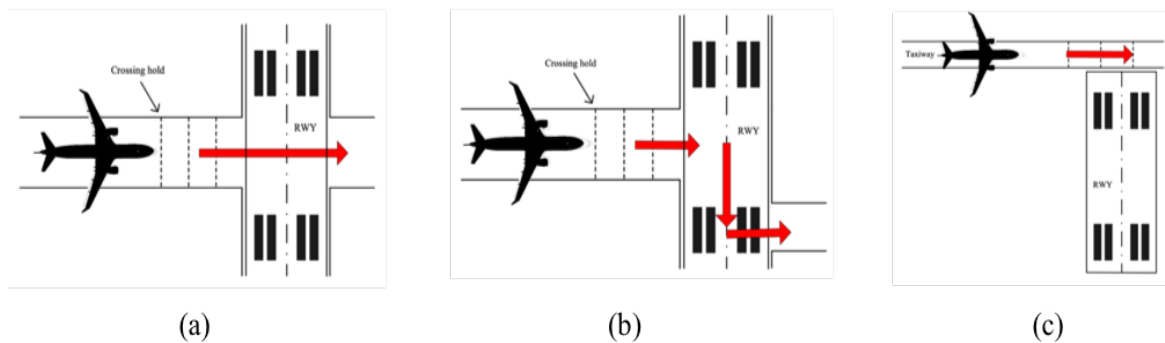 Crossing hold
RWY
Crossing hold
RWY
Taxiway
RWY
(a)
(b)
(c)